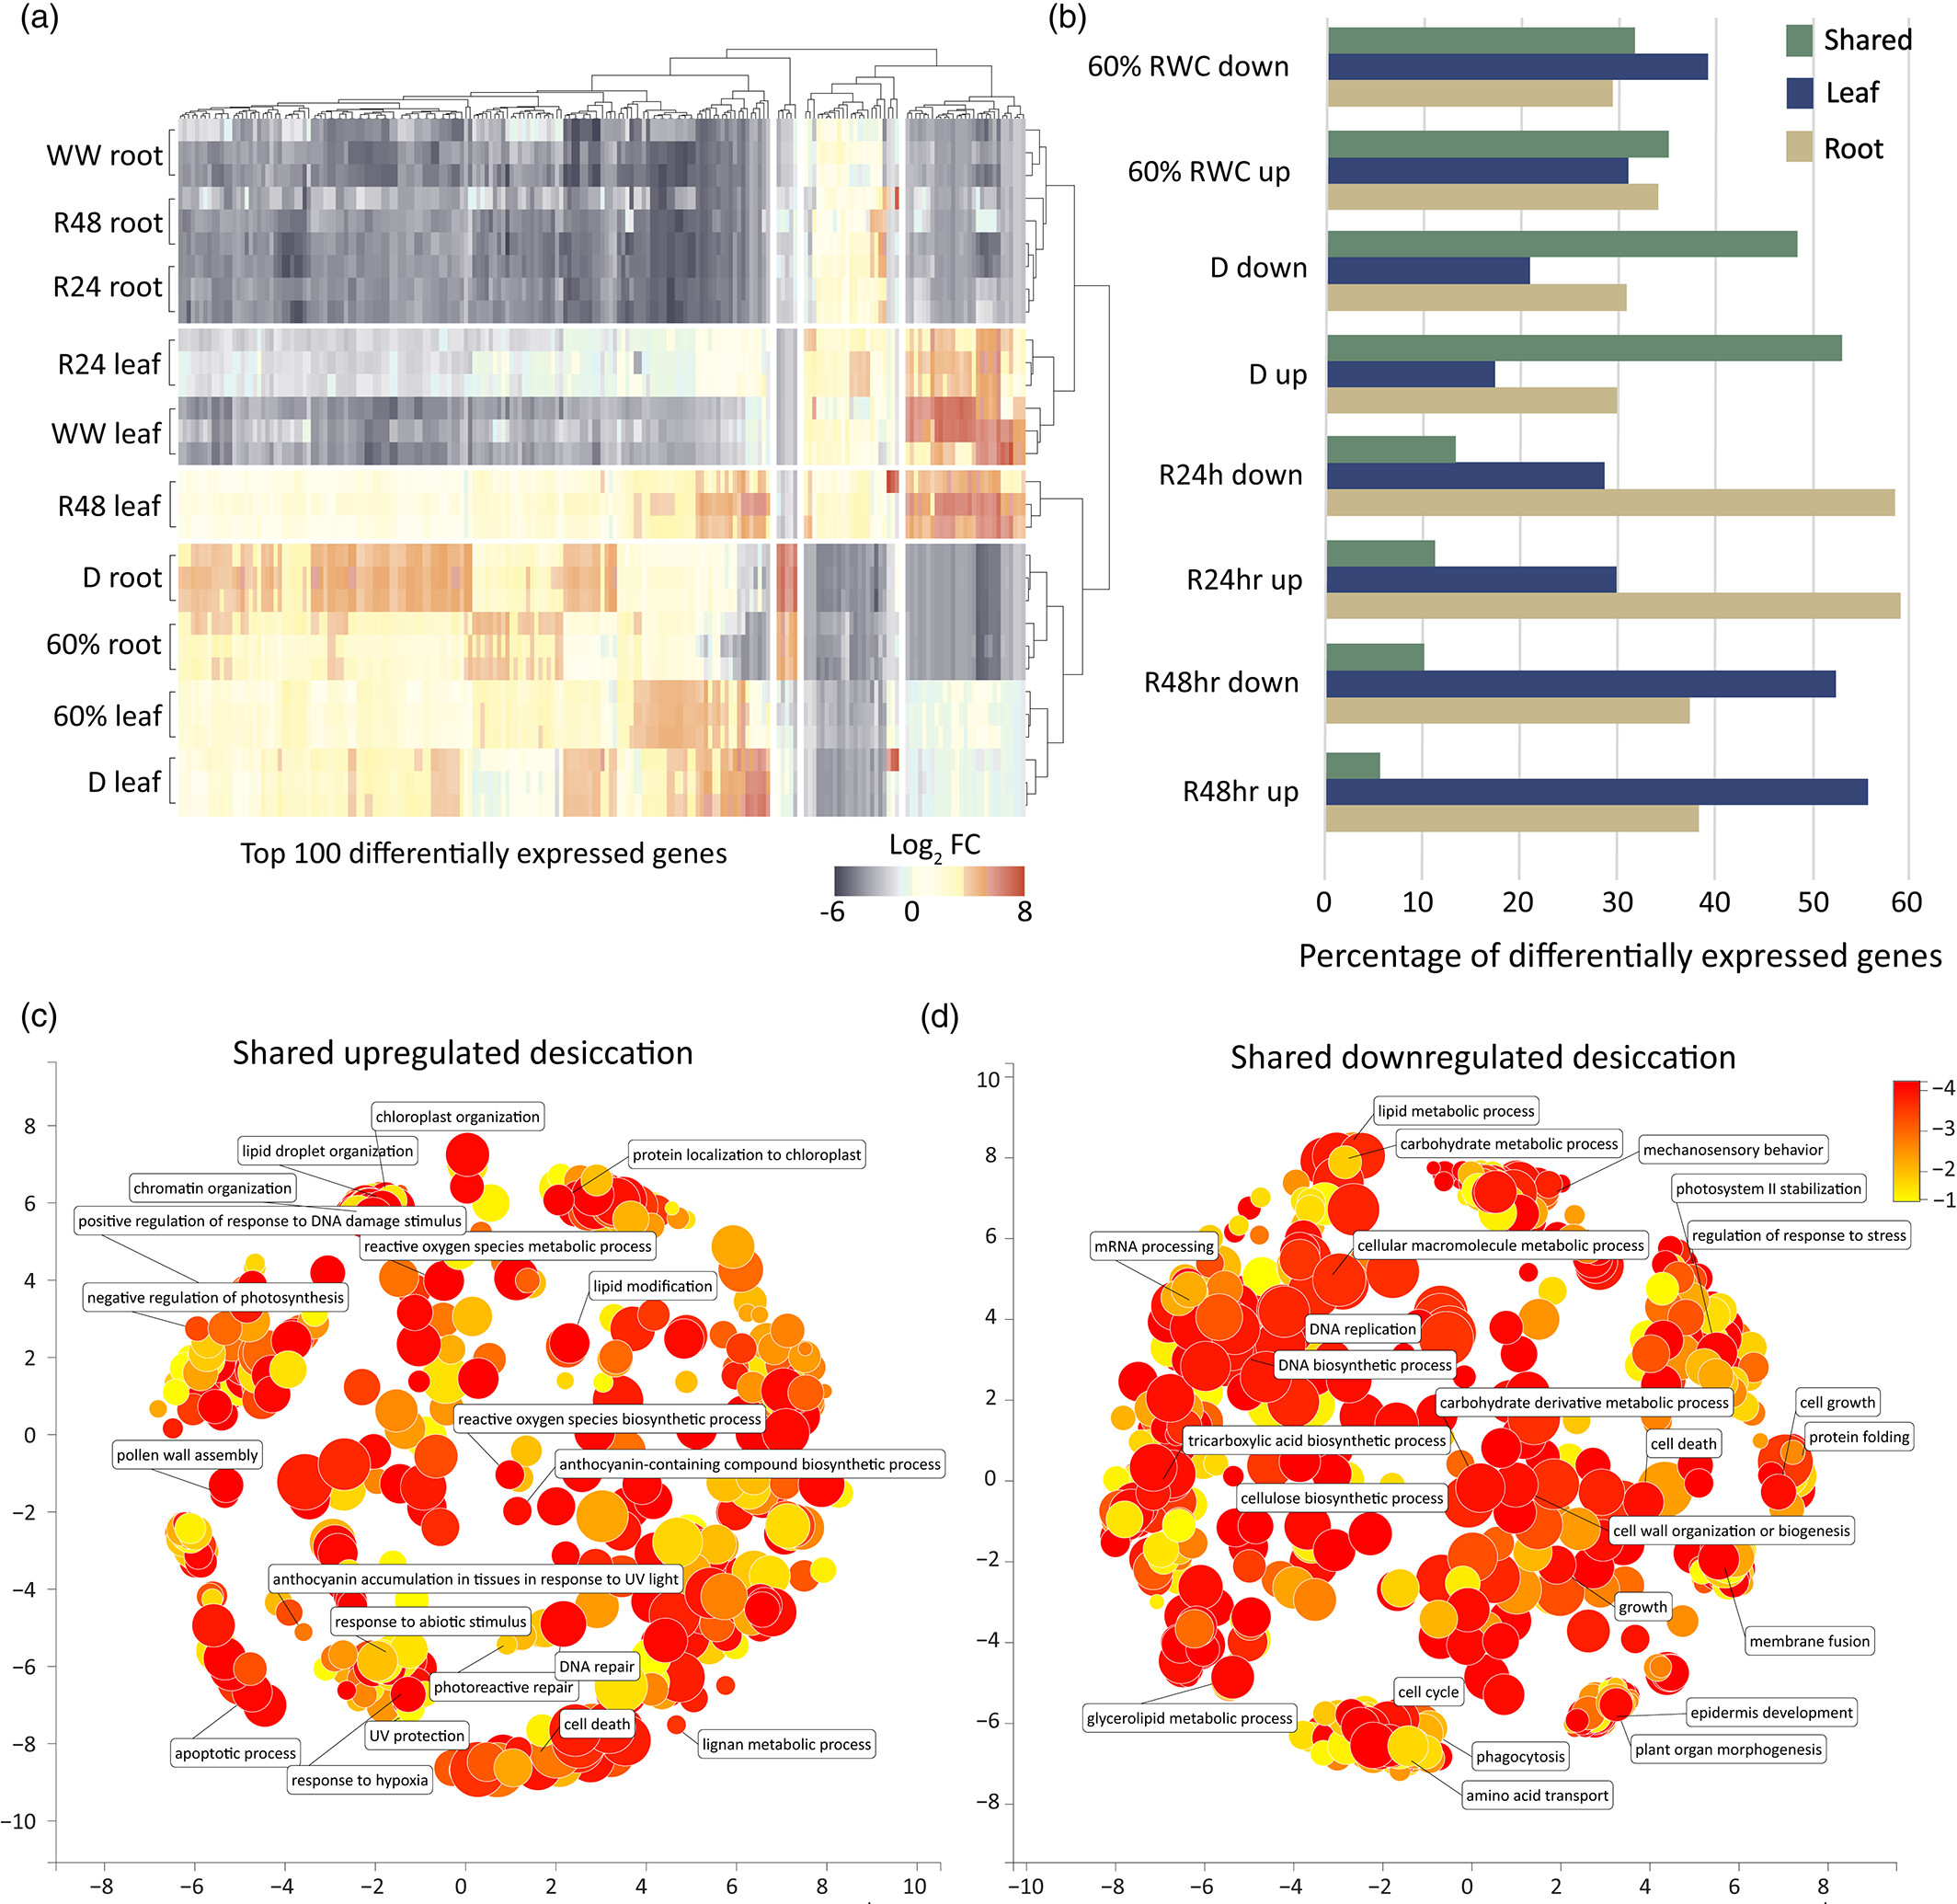 (a)
WW root
R48 root
R24 root
R24 leaf
WW leaf
R48 leaf
D root
60% root
60% leaf
D leaf
Top 100 differentially expressed genes
Log2 FC
-6 0 8
(b)
Shared
Leaf
Root
60% RWC down
60% RWC up
D down
D up
R24h down
R24hr up
R48hr down
R48hr up
0 10 20 30 40 50 60
Percentage of differentially expressed genes
(c)
Shared upregulated desiccation
8
6
4
2
0
−2
−4
−6
−8
−10
−8 −6 −4 −2 0 2 4 6 8 10
chloroplast organization
lipid droplet organization
protein localization to chloroplast
chromatin organization
positive regulation of response to DNA damage stimulus
reactive oxygen species metabolic process
lipid modification
negative regulation of photosynthesis
reactive oxygen species biosynthetic process
pollen wall assembly
anthocyanin-containing compound biosynthetic process
anthocyanin accumulation in tissues in response to UV light
response to abiotic stimulus
DNA repair
photoreactive repair
cell death
UV protection
lignan metabolic process
apoptotic process
response to hypoxia
(d)
Shared downregulated desiccation
−4
−3
−2
−1
10
8
6
4
2
0
−2
−4
−6
−8
−10 −8 −6 −4 −2 0 2 4 6 8
lipid metabolic process
carbohydrate metabolic process
mechanosensory behavior
photosystem II stabilization
regulation of response to stress
mRNA processing
cellular macromolecule metabolic process
DNA replication
DNA biosynthetic process
carbohydrate derivative metabolic process
cell growth
protein folding
tricarboxylic acid biosynthetic process
cell death
cellulose biosynthetic process
cell wall organization or biogenesis
growth
membrane fusion
cell cycle
glycerolipid metabolic process
epidermis development
plant organ morphogenesis
phagocytosis
amino acid transport